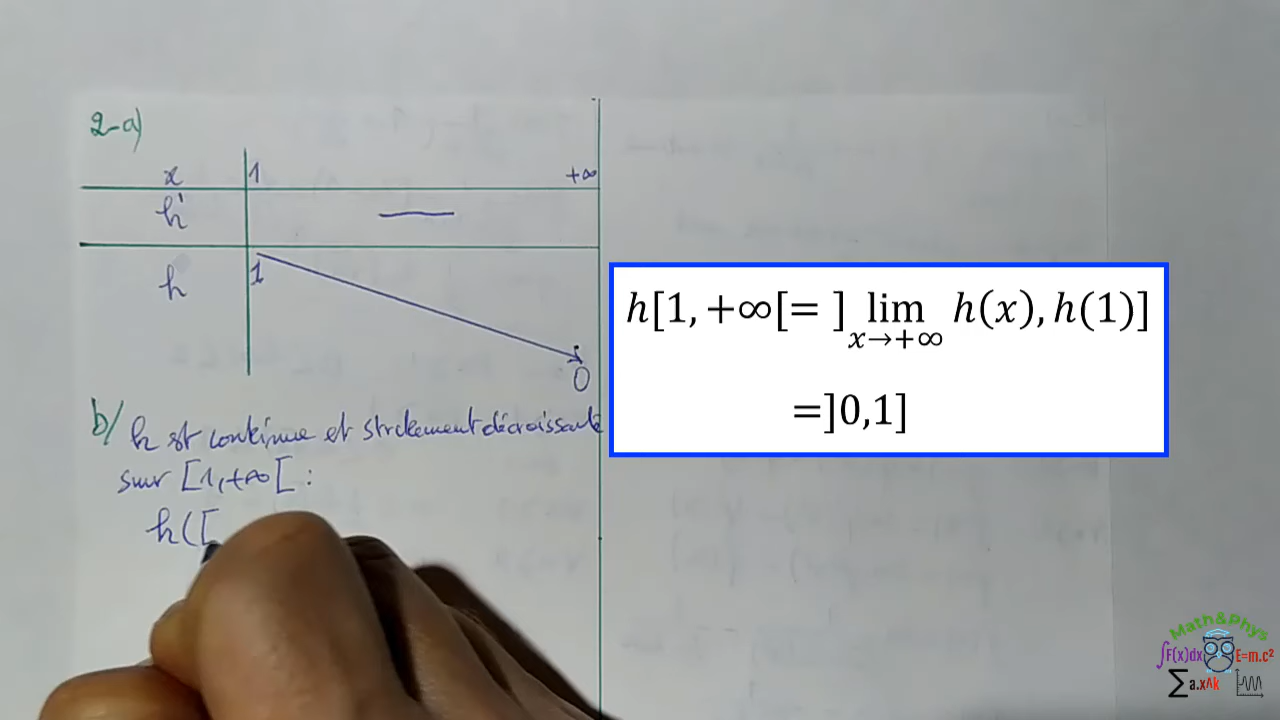 2-a)
x 1 +∞
h' —
h 1 0
b/ h est continue et strictement décroissante
sur [1,+∞[ :
h([
h[1,+∞[= ]lim h(x),h(1)]
x→+∞
=]0,1]
Math&Phys
∫F(x)dx E=m.c²
∑ a.x^k